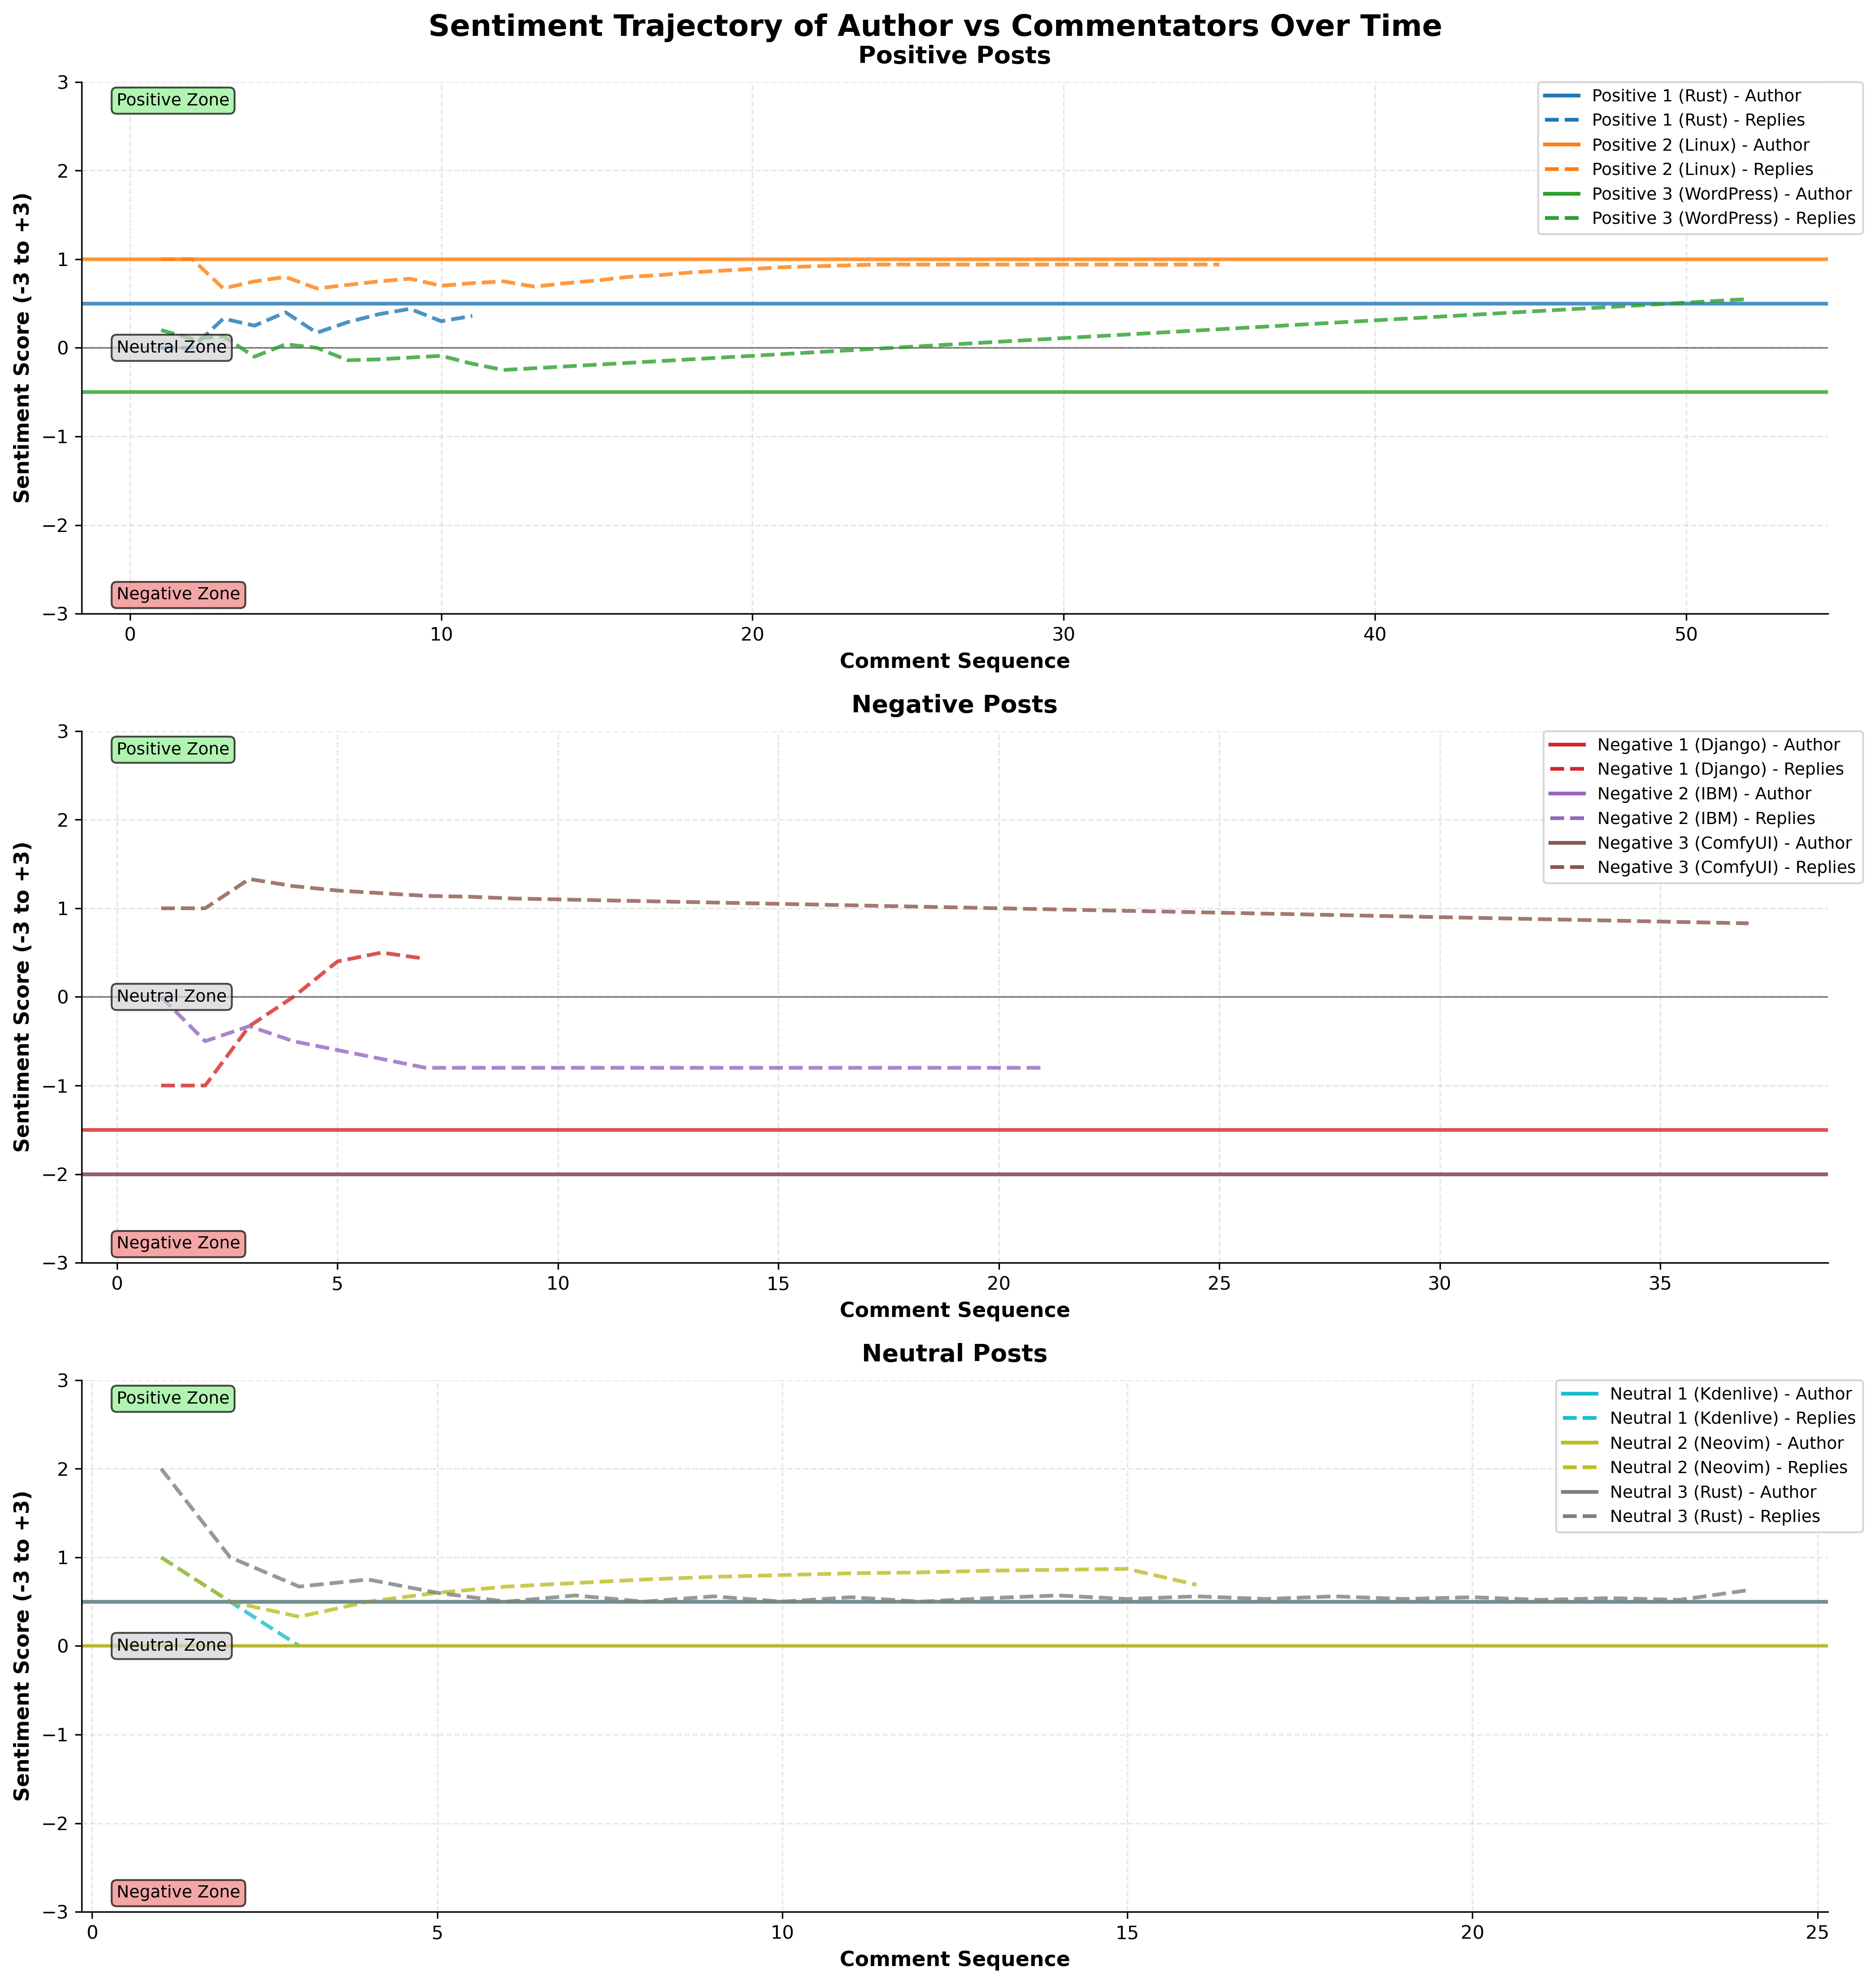 Sentiment Trajectory of Author vs Commentators Over Time
Positive Posts
Sentiment Score (-3 to +3)
3
2
1
0
−1
−2
−3
Positive Zone
Neutral Zone
Negative Zone
Positive 1 (Rust) - Author
Positive 1 (Rust) - Replies
Positive 2 (Linux) - Author
Positive 2 (Linux) - Replies
Positive 3 (WordPress) - Author
Positive 3 (WordPress) - Replies
0 10 20 30 40 50
Comment Sequence
Negative Posts
Sentiment Score (-3 to +3)
3
2
1
0
−1
−2
−3
Positive Zone
Neutral Zone
Negative Zone
Negative 1 (Django) - Author
Negative 1 (Django) - Replies
Negative 2 (IBM) - Author
Negative 2 (IBM) - Replies
Negative 3 (ComfyUI) - Author
Negative 3 (ComfyUI) - Replies
0 5 10 15 20 25 30 35
Comment Sequence
Neutral Posts
Sentiment Score (-3 to +3)
3
2
1
0
−1
−2
−3
Positive Zone
Neutral Zone
Negative Zone
Neutral 1 (Kdenlive) - Author
Neutral 1 (Kdenlive) - Replies
Neutral 2 (Neovim) - Author
Neutral 2 (Neovim) - Replies
Neutral 3 (Rust) - Author
Neutral 3 (Rust) - Replies
0 5 10 15 20 25
Comment Sequence